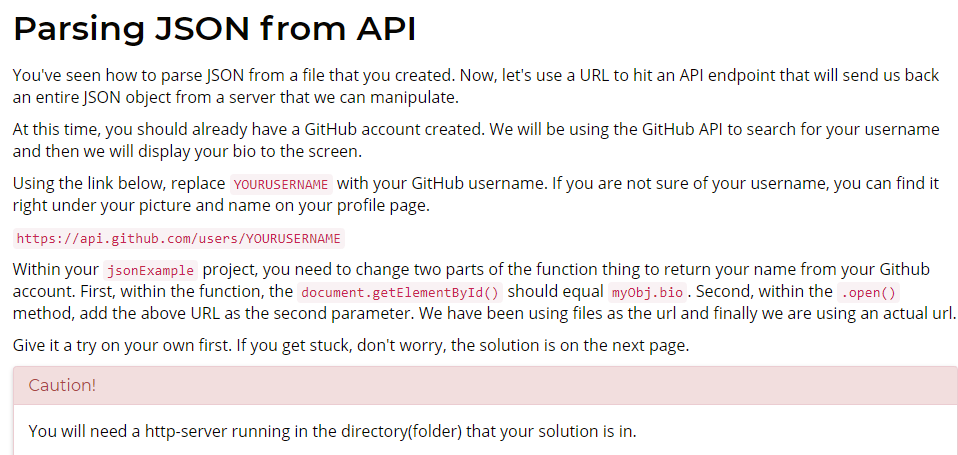 Parsing JSON from API
You've seen how to parse JSON from a file that you created. Now, let's use a URL to hit an API endpoint that will send us back
an entire JSON object from a server that we can manipulate.
At this time, you should already have a GitHub account created. We will be using the GitHub API to search for your username
and then we will display your bio to the screen.
Using the link below, replace YOURUSERNAME with your GitHub username. If you are not sure of your username, you can find it
right under your picture and name on your profile page.
https://api.github.com/users/YOURUSERNAME
Within your jsonExample project, you need to change two parts of the function thing to return your name from your Github
account. First, within the function, the document.getElementById() should equal myObj.bio. Second, within the .open()
method, add the above URL as the second parameter. We have been using files as the url and finally we are using an actual url.
Give it a try on your own first. If you get stuck, don't worry, the solution is on the next page.
Caution!
You will need a http-server running in the directory(folder) that your solution is in.